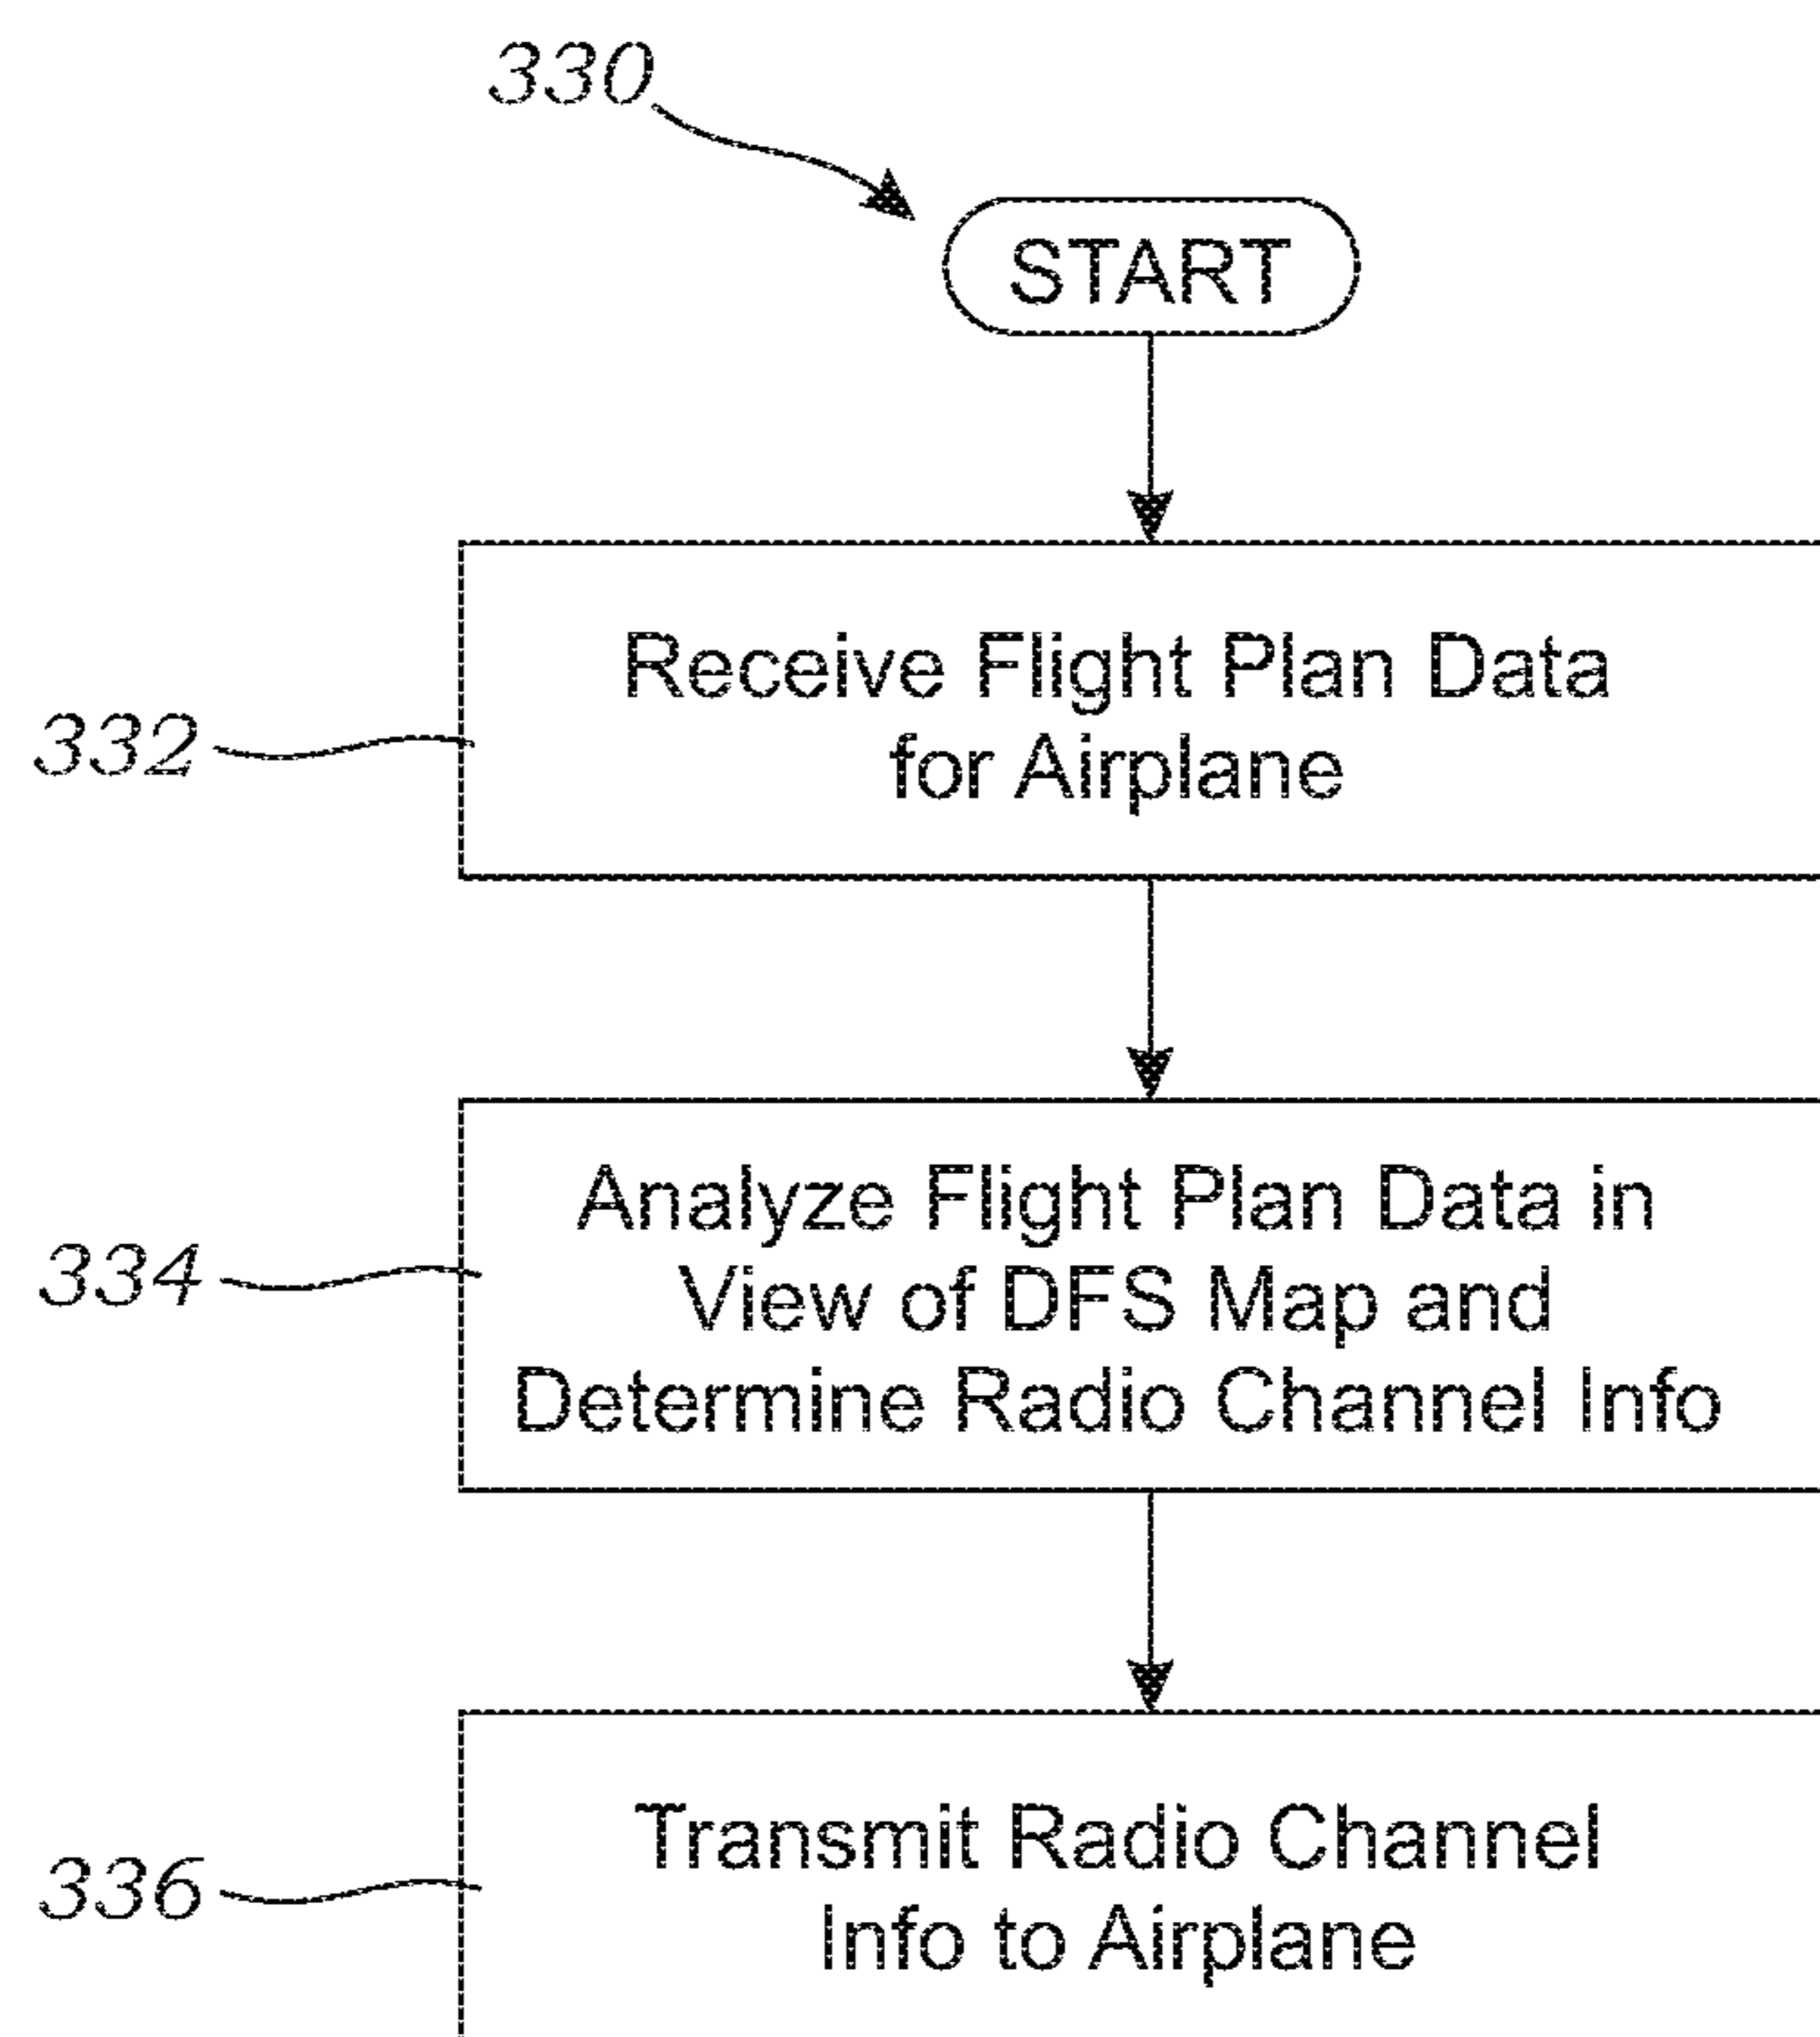 330
START
Receive Flight Plan Data
for Airplane
332
Analyze Flight Plan Data in
View of DFS Map and
Determine Radio Channel Info
334
Transmit Radio Channel
Info to Airplane
336